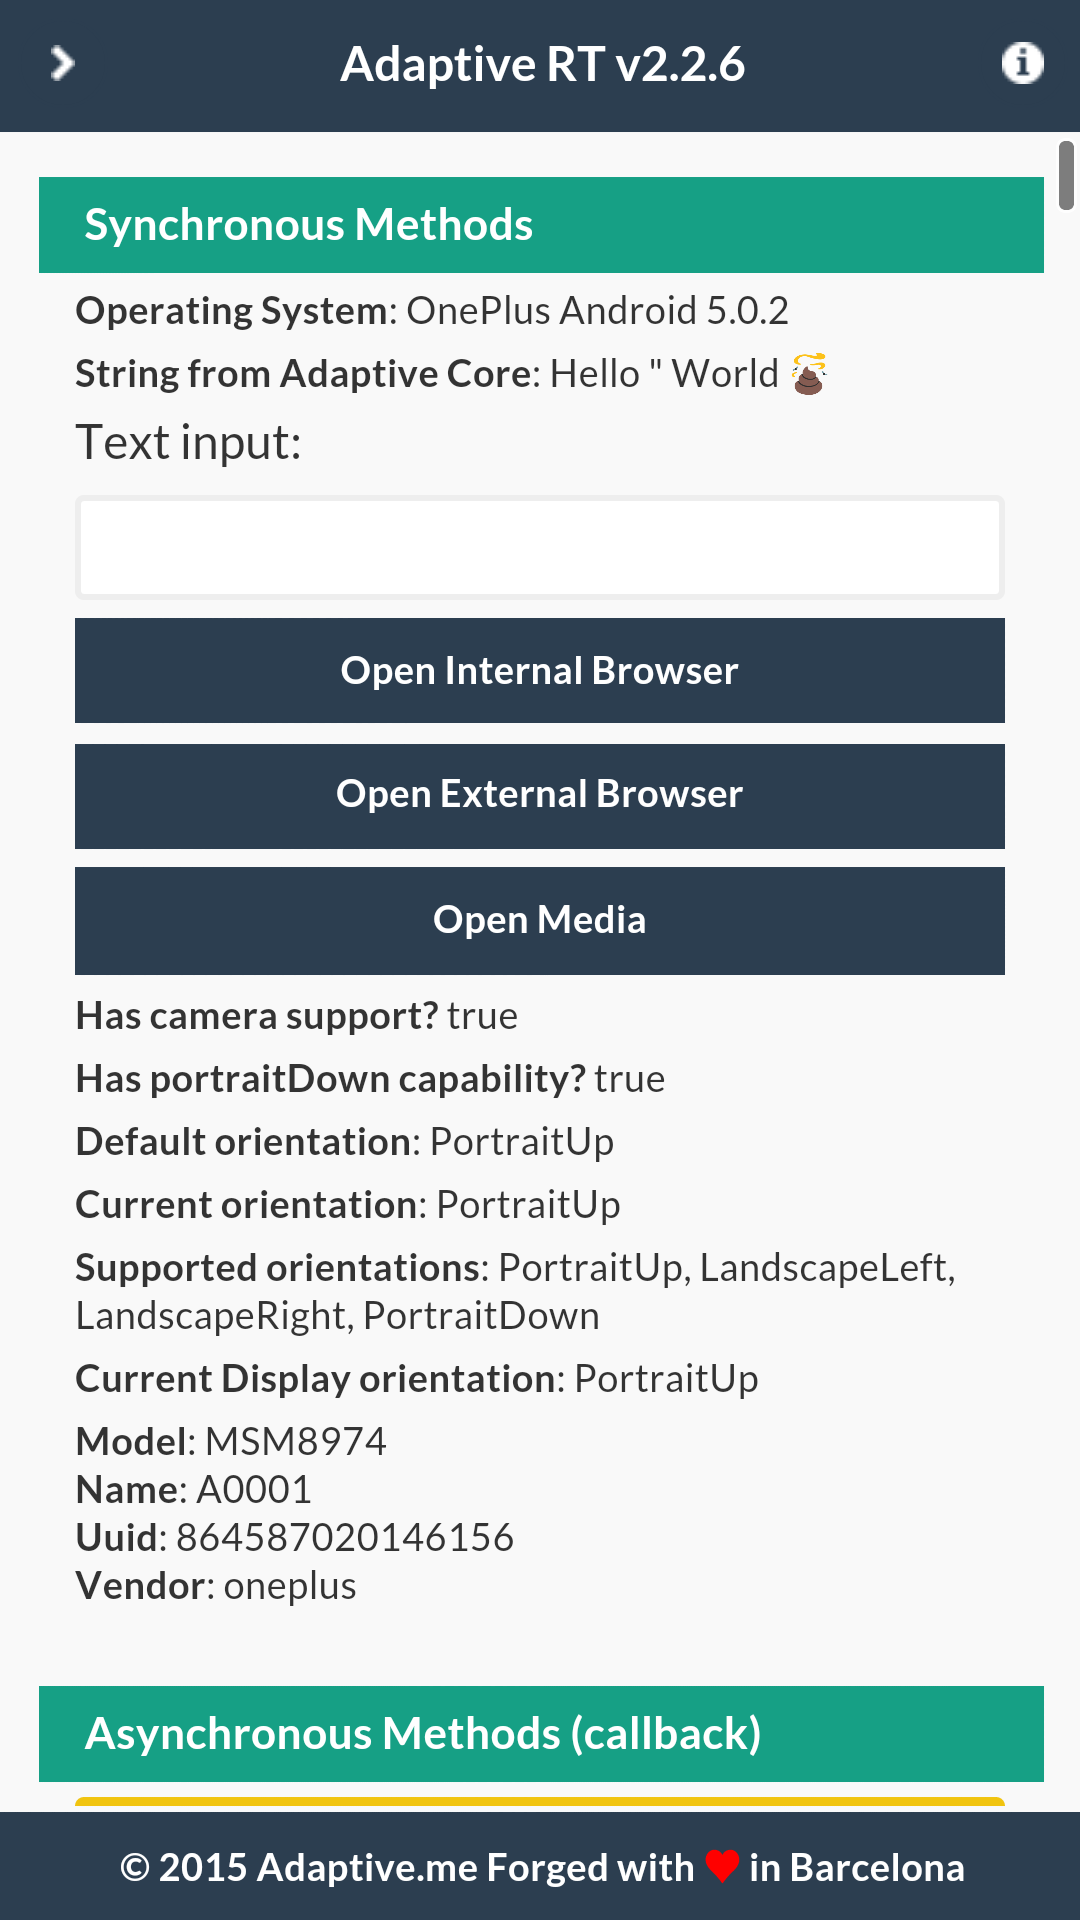 Adaptive RT v2.2.6
Synchronous Methods
Operating System: OnePlus Android 5.0.2
String from Adaptive Core: Hello " World 💩
Text input:
Open Internal Browser
Open External Browser
Open Media
Has camera support? true
Has portraitDown capability? true
Default orientation: PortraitUp
Current orientation: PortraitUp
Supported orientations: PortraitUp, LandscapeLeft,
LandscapeRight, PortraitDown
Current Display orientation: PortraitUp
Model: MSM8974
Name: A0001
Uuid: 864587020146156
Vendor: oneplus
Asynchronous Methods (callback)
© 2015 Adaptive.me Forged with ♥ in Barcelona